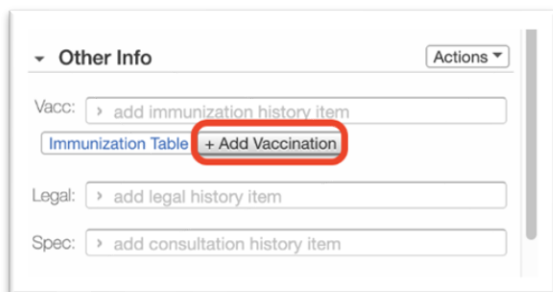 Other Info
Actions
Vacc: add immunization history item
Immunization Table + Add Vaccination
Legal: add legal history item
Spec: add consultation history item